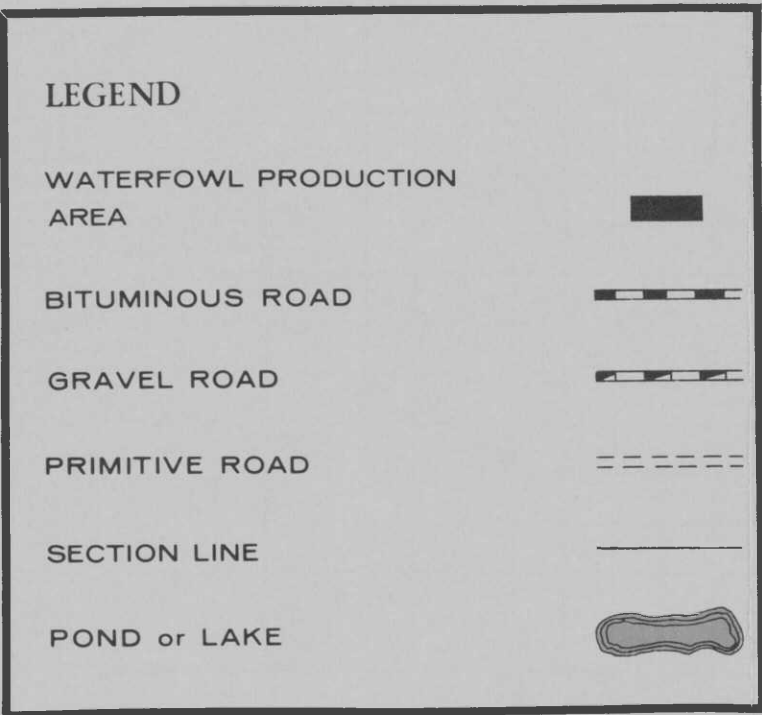 LEGEND
WATERFOWL PRODUCTION
AREA
BITUMINOUS ROAD
GRAVEL ROAD
PRIMITIVE ROAD
SECTION LINE
POND or LAKE